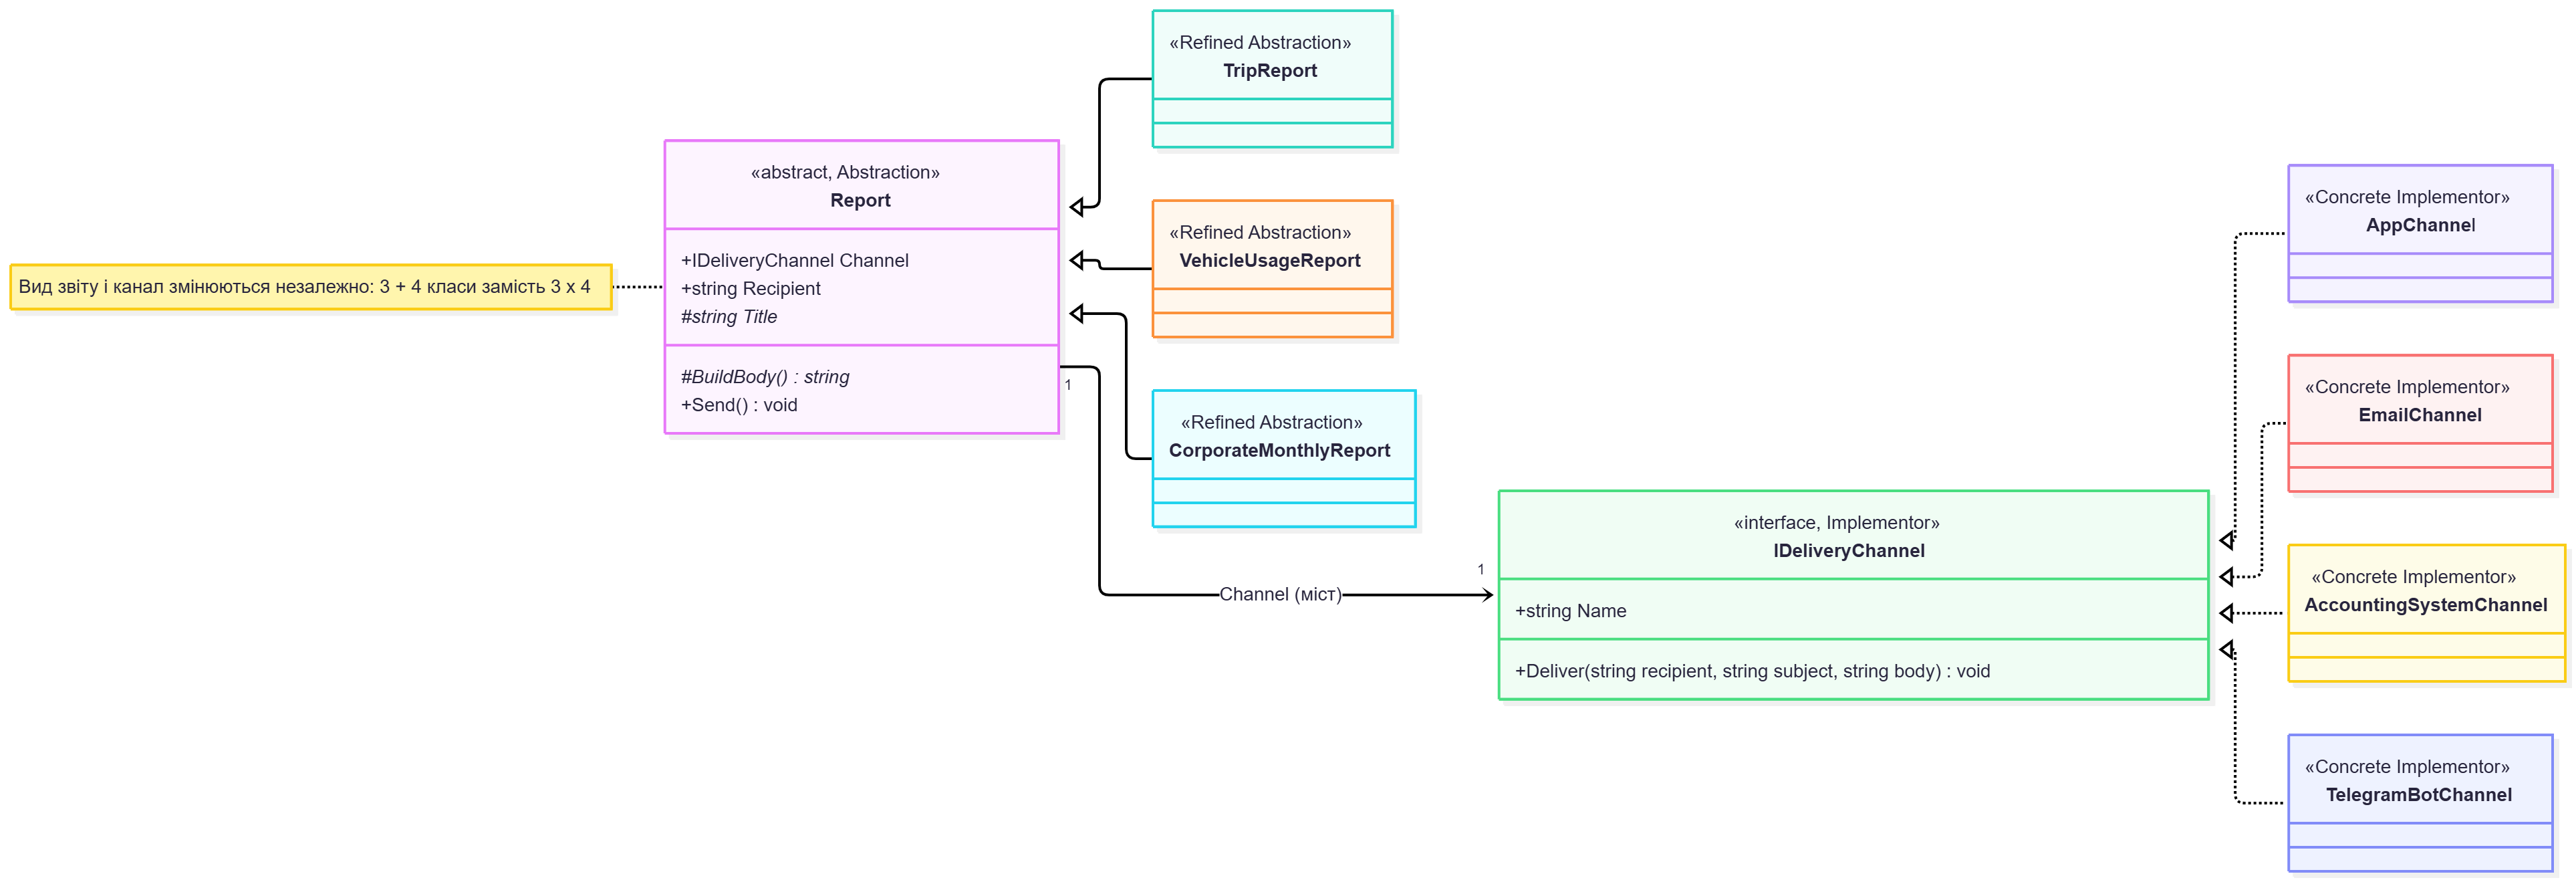 Вид звіту і канал змінюються незалежно: 3 + 4 класи замість 3 x 4
«abstract, Abstraction»
Report
+IDeliveryChannel Channel
+string Recipient
#string Title
#BuildBody() : string
+Send() : void
1
«Refined Abstraction»
TripReport
«Refined Abstraction»
VehicleUsageReport
«Refined Abstraction»
CorporateMonthlyReport
Channel (міст)
1
«interface, Implementor»
IDeliveryChannel
+string Name
+Deliver(string recipient, string subject, string body) : void
«Concrete Implementor»
AppChannel
«Concrete Implementor»
EmailChannel
«Concrete Implementor»
AccountingSystemChannel
«Concrete Implementor»
TelegramBotChannel